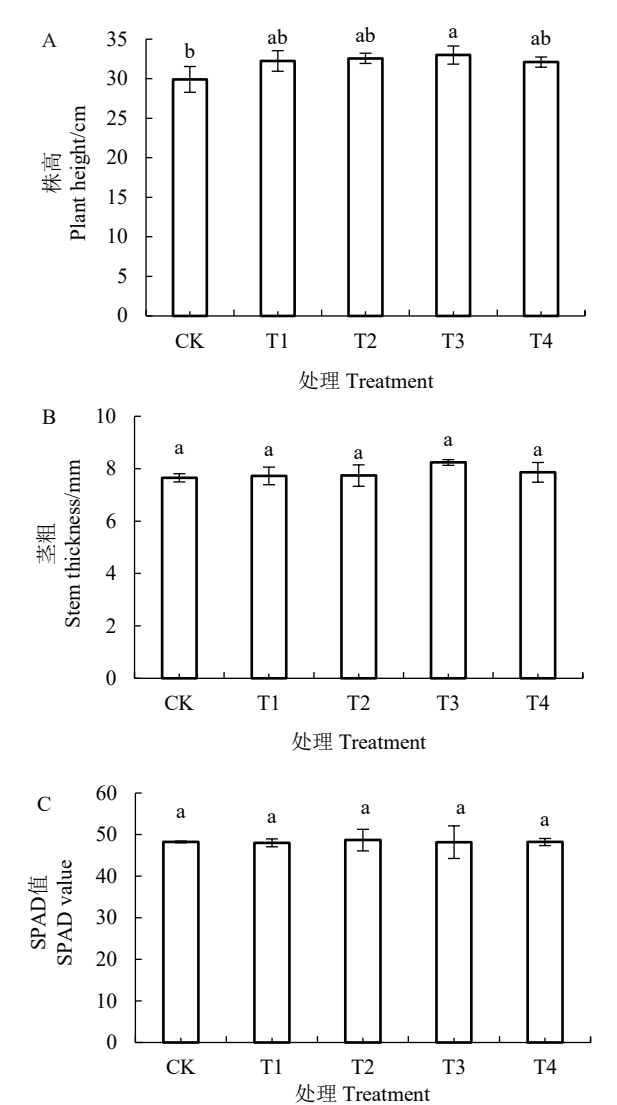 A
株高
Plant height/cm
35
30
25
20
15
10
5
0
b
ab
ab
a
ab
CK
T1
T2
T3
T4
处理 Treatment
B
茎粗
Stem thickness/mm
10
8
6
4
2
0
a
a
a
a
a
CK
T1
T2
T3
T4
处理 Treatment
C
SPAD值
SPAD value
60
50
40
30
20
10
0
a
a
a
a
a
CK
T1
T2
T3
T4
处理 Treatment